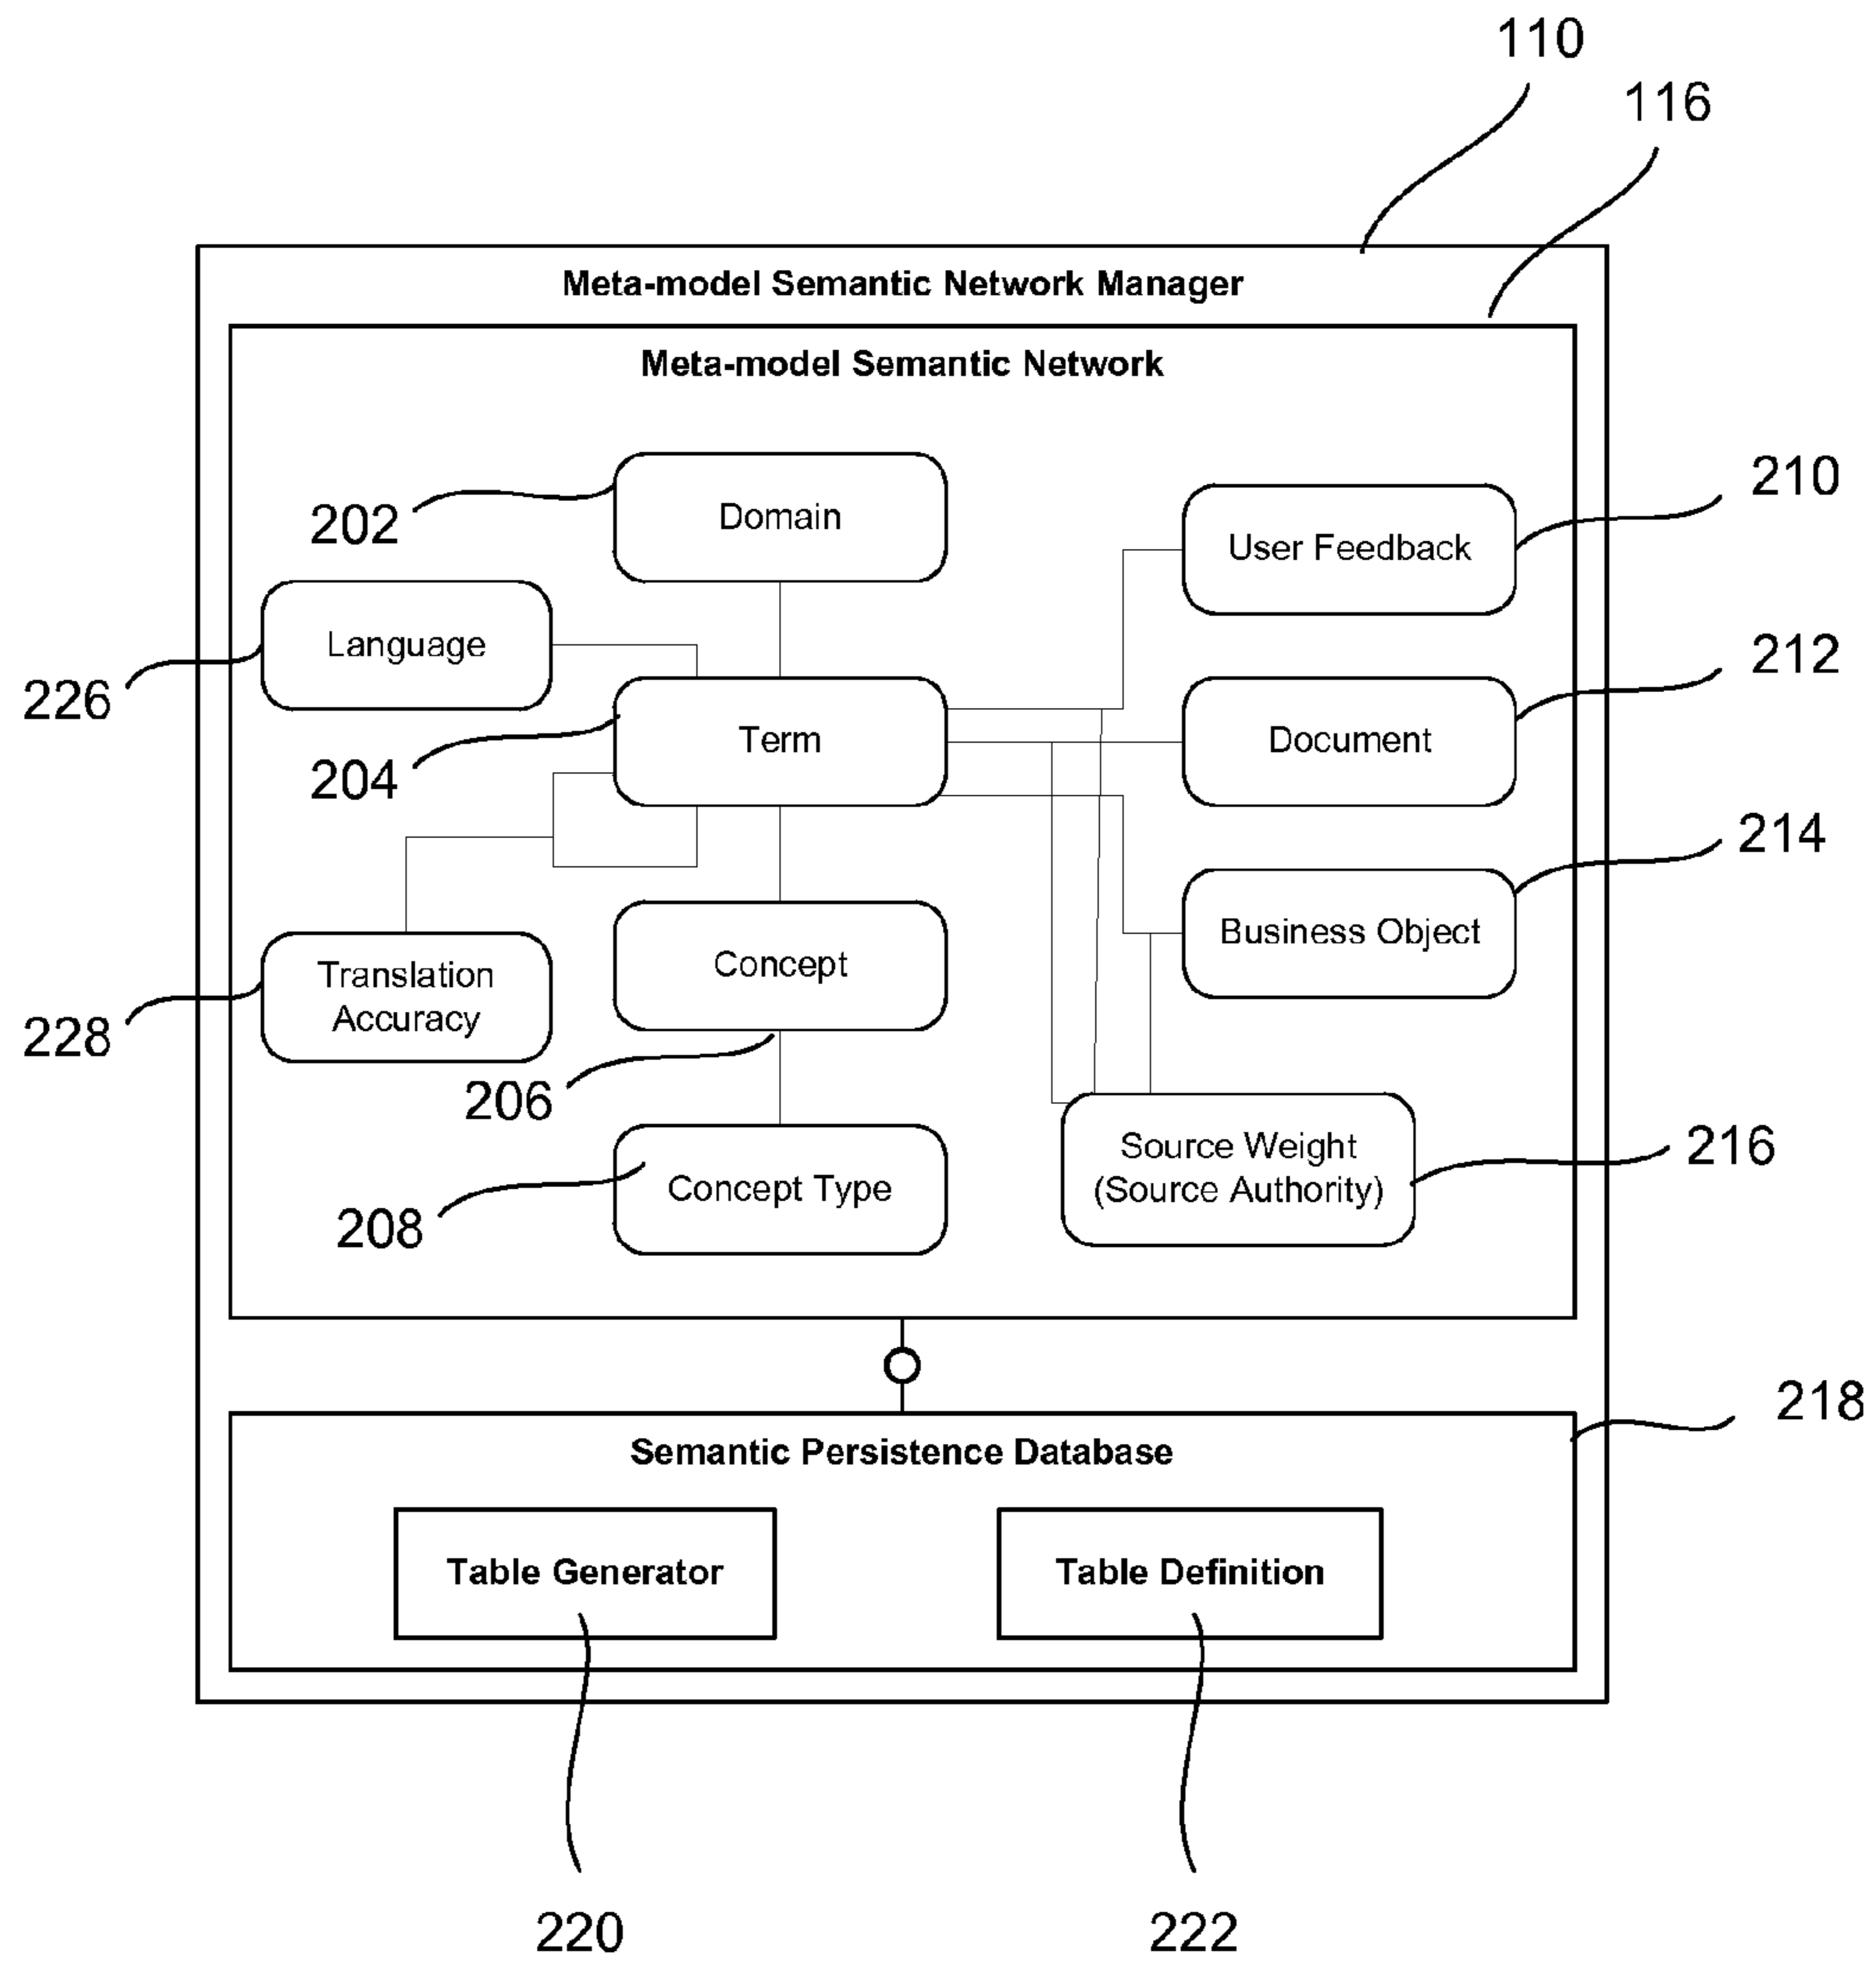 110
116
Meta-model Semantic Network Manager
Meta-model Semantic Network
210
202
Domain
User Feedback
Language
212
226
204
Term
Document
214
Business Object
Concept
Translation
Accuracy
228
206
Source Weight
(Source Authority)
216
208
Concept Type
218
Semantic Persistence Database
Table Generator
Table Definition
220
222